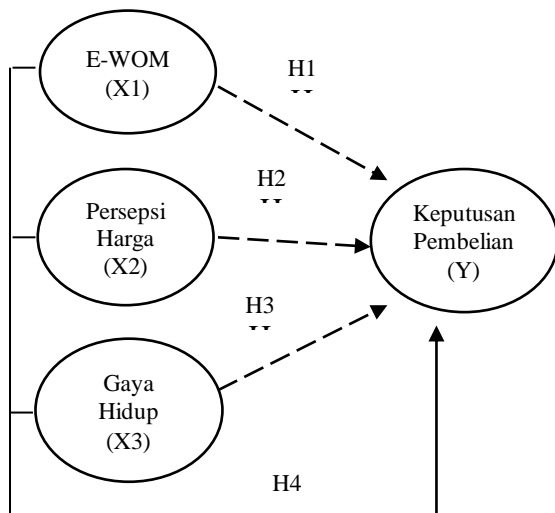 E-WOM
(X1)
H1
H2
Persepsi
Harga
(X2)
Keputusan
Pembelian
(Y)
H3
Gaya
Hidup
(X3)
H4